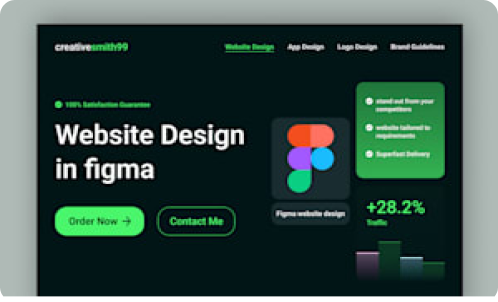 creativesmith99
Website Design
App Design
Logo Design
Brand Guidelines
100% Satisfaction Guarantee
Website Design
in figma
Order Now →
Contact Me
Figma website design
stand out from your
competitors
website tailored to
requirements
Superfast Delivery
+28.2%
Traffic